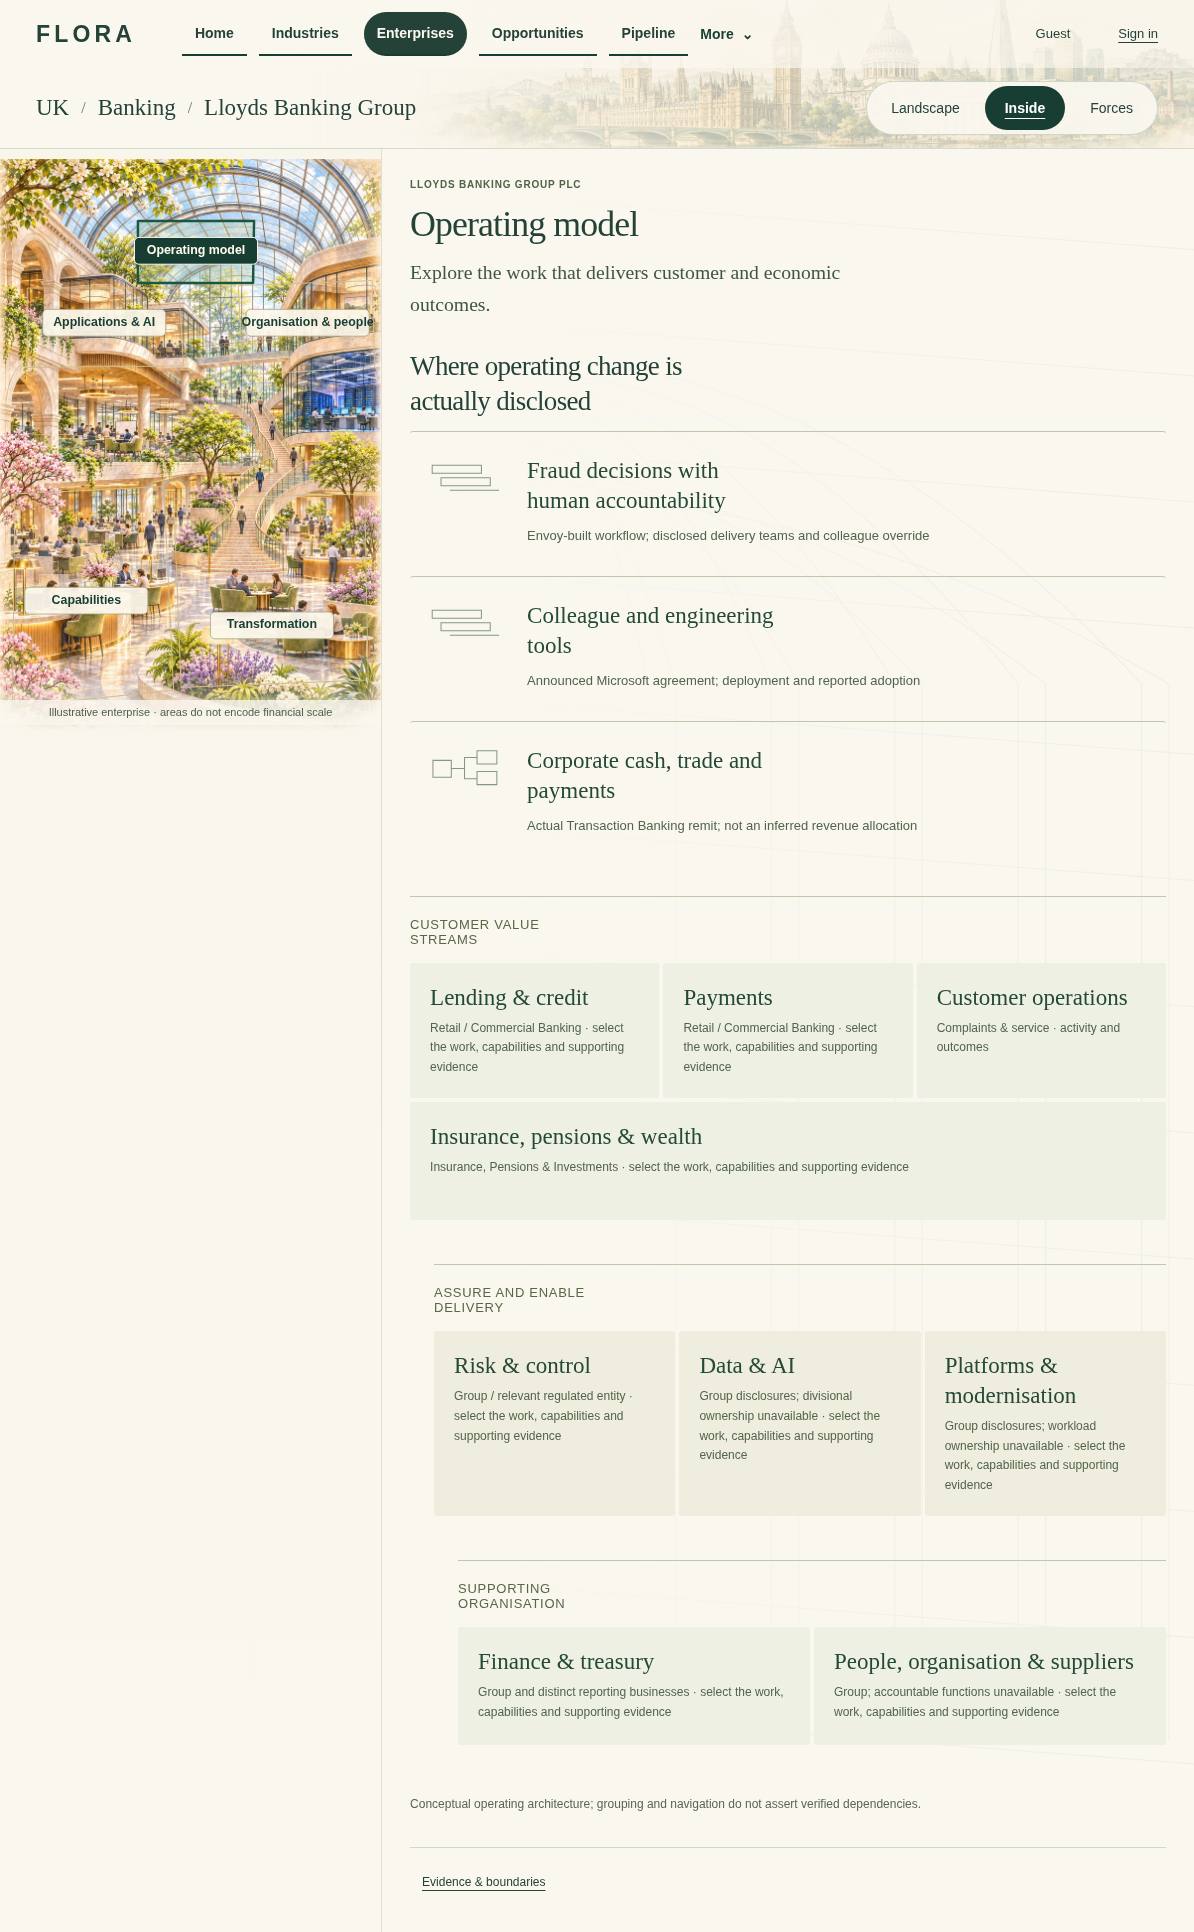 FLORA
Home
Industries
Enterprises
Opportunities
Pipeline
More
Guest
Sign in
UK / Banking / Lloyds Banking Group
Landscape
Inside
Forces
Operating model
Applications & AI
Organisation & people
Capabilities
Transformation
Illustrative enterprise · areas do not encode financial scale
LLOYDS BANKING GROUP PLC
Operating model
Explore the work that delivers customer and economic
outcomes.
Where operating change is
actually disclosed
Fraud decisions with
human accountability
Envoy-built workflow; disclosed delivery teams and colleague override
Colleague and engineering
tools
Announced Microsoft agreement; deployment and reported adoption
Corporate cash, trade and
payments
Actual Transaction Banking remit; not an inferred revenue allocation
CUSTOMER VALUE
STREAMS
Lending & credit
Retail / Commercial Banking · select
the work, capabilities and supporting
evidence
Payments
Retail / Commercial Banking · select
the work, capabilities and supporting
evidence
Customer operations
Complaints & service · activity and
outcomes
Insurance, pensions & wealth
Insurance, Pensions & Investments · select the work, capabilities and supporting evidence
ASSURE AND ENABLE
DELIVERY
Risk & control
Group / relevant regulated entity ·
select the work, capabilities and
supporting evidence
Data & AI
Group disclosures; divisional
ownership unavailable · select the
work, capabilities and supporting
evidence
Platforms &
modernisation
Group disclosures; workload
ownership unavailable · select the
work, capabilities and supporting
evidence
SUPPORTING
ORGANISATION
Finance & treasury
Group and distinct reporting businesses · select the work,
capabilities and supporting evidence
People, organisation & suppliers
Group; accountable functions unavailable · select the
work, capabilities and supporting evidence
Conceptual operating architecture; grouping and navigation do not assert verified dependencies.
Evidence & boundaries